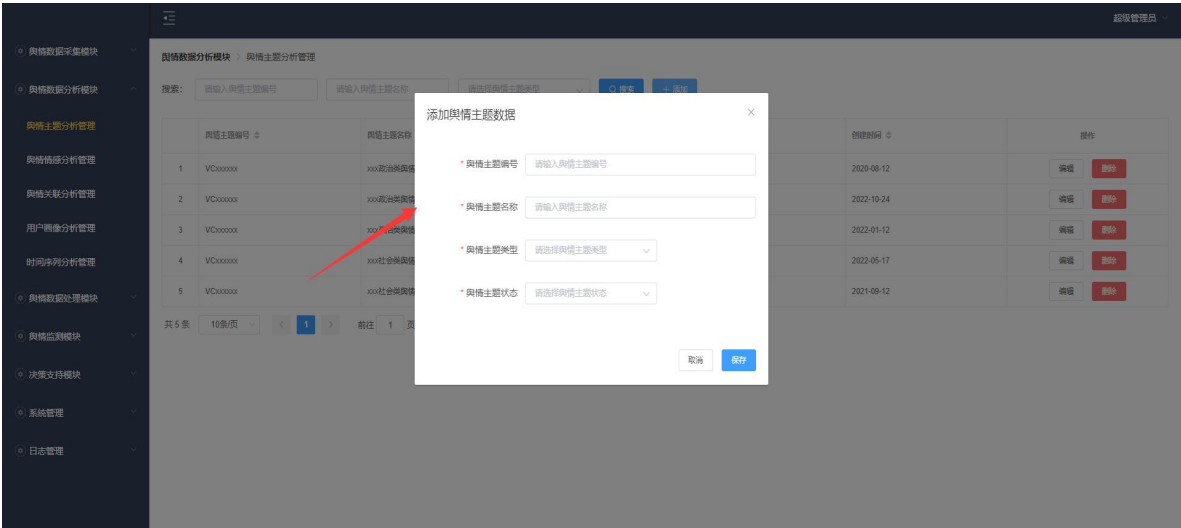 超级管理员
舆情数据采集模块
舆情数据分析模块
舆情主题分析管理
舆情情感分析管理
舆情关联分析管理
用户画像分析管理
时间序列分析管理
舆情数据处理模块
舆情监测模块
决策支持模块
系统管理
日志管理
舆情数据分析模块 > 舆情主题分析管理
搜索: 请输入舆情主题编号 请输入舆情主题名称 请选择舆情主题类型 搜索 + 添加
舆情主题编号 舆情主题名称 创建时间 操作
1 VCxxxxxx xxx政治类舆情 2020-08-12 编辑 删除
2 VCxxxxxx xxx政治类舆情 2022-10-24 编辑 删除
3 VCxxxxxx 2022-01-12 编辑 删除
4 VCxxxxxx xxx社会类舆情 2022-05-17 编辑 删除
5 VCxxxxxx xxx社会类舆情 2021-09-12 编辑 删除
共 5 条 10条/页 < 1 > 前往 1 页
添加舆情主题数据
* 舆情主题编号 请输入舆情主题编号
* 舆情主题名称 请输入舆情主题名称
* 舆情主题类型 请选择舆情主题类型
* 舆情主题状态 请选择舆情主题状态
取消 保存